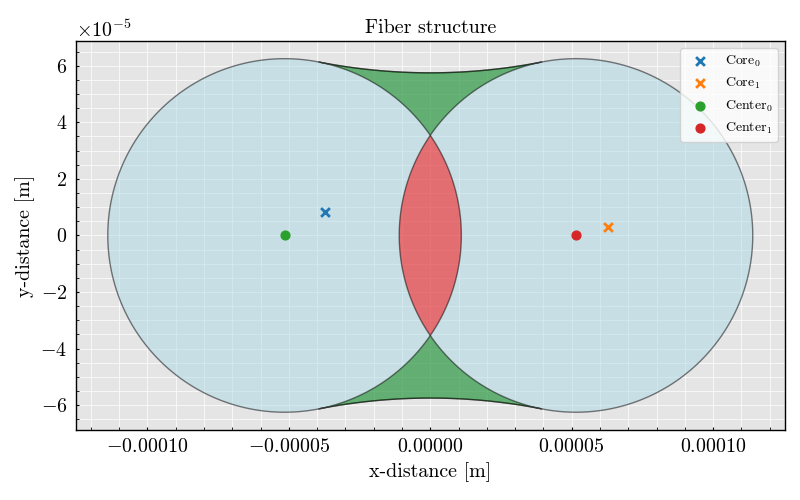 Fiber structure
×10⁻⁵
6
4
2
0
−2
−4
−6
y-distance [m]
−0.00010
−0.00005
0.00000
0.00005
0.00010
x-distance [m]
Core₀
Core₁
Center₀
Center₁